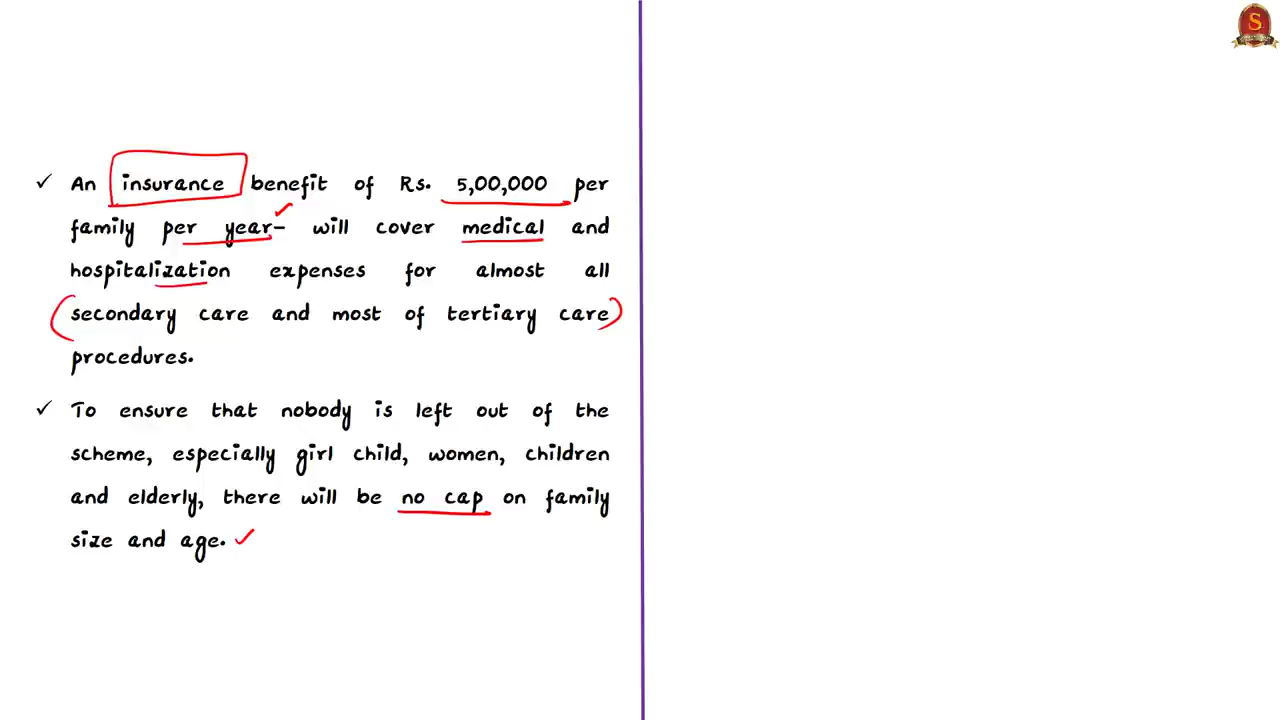 ✓ An insurance benefit of Rs. 5,00,000 per
family per year- will cover medical and
hospitalization expenses for almost all
secondary care and most of tertiary care
procedures.
✓ To ensure that nobody is left out of the
scheme, especially girl child, women, children
and elderly, there will be no cap on family
size and age.
S